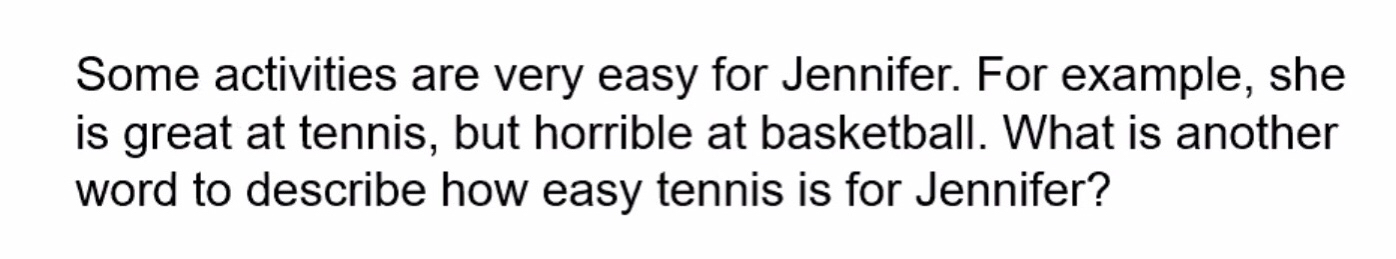 Some activities are very easy for Jennifer. For example, she
is great at tennis, but horrible at basketball. What is another
word to describe how easy tennis is for Jennifer?